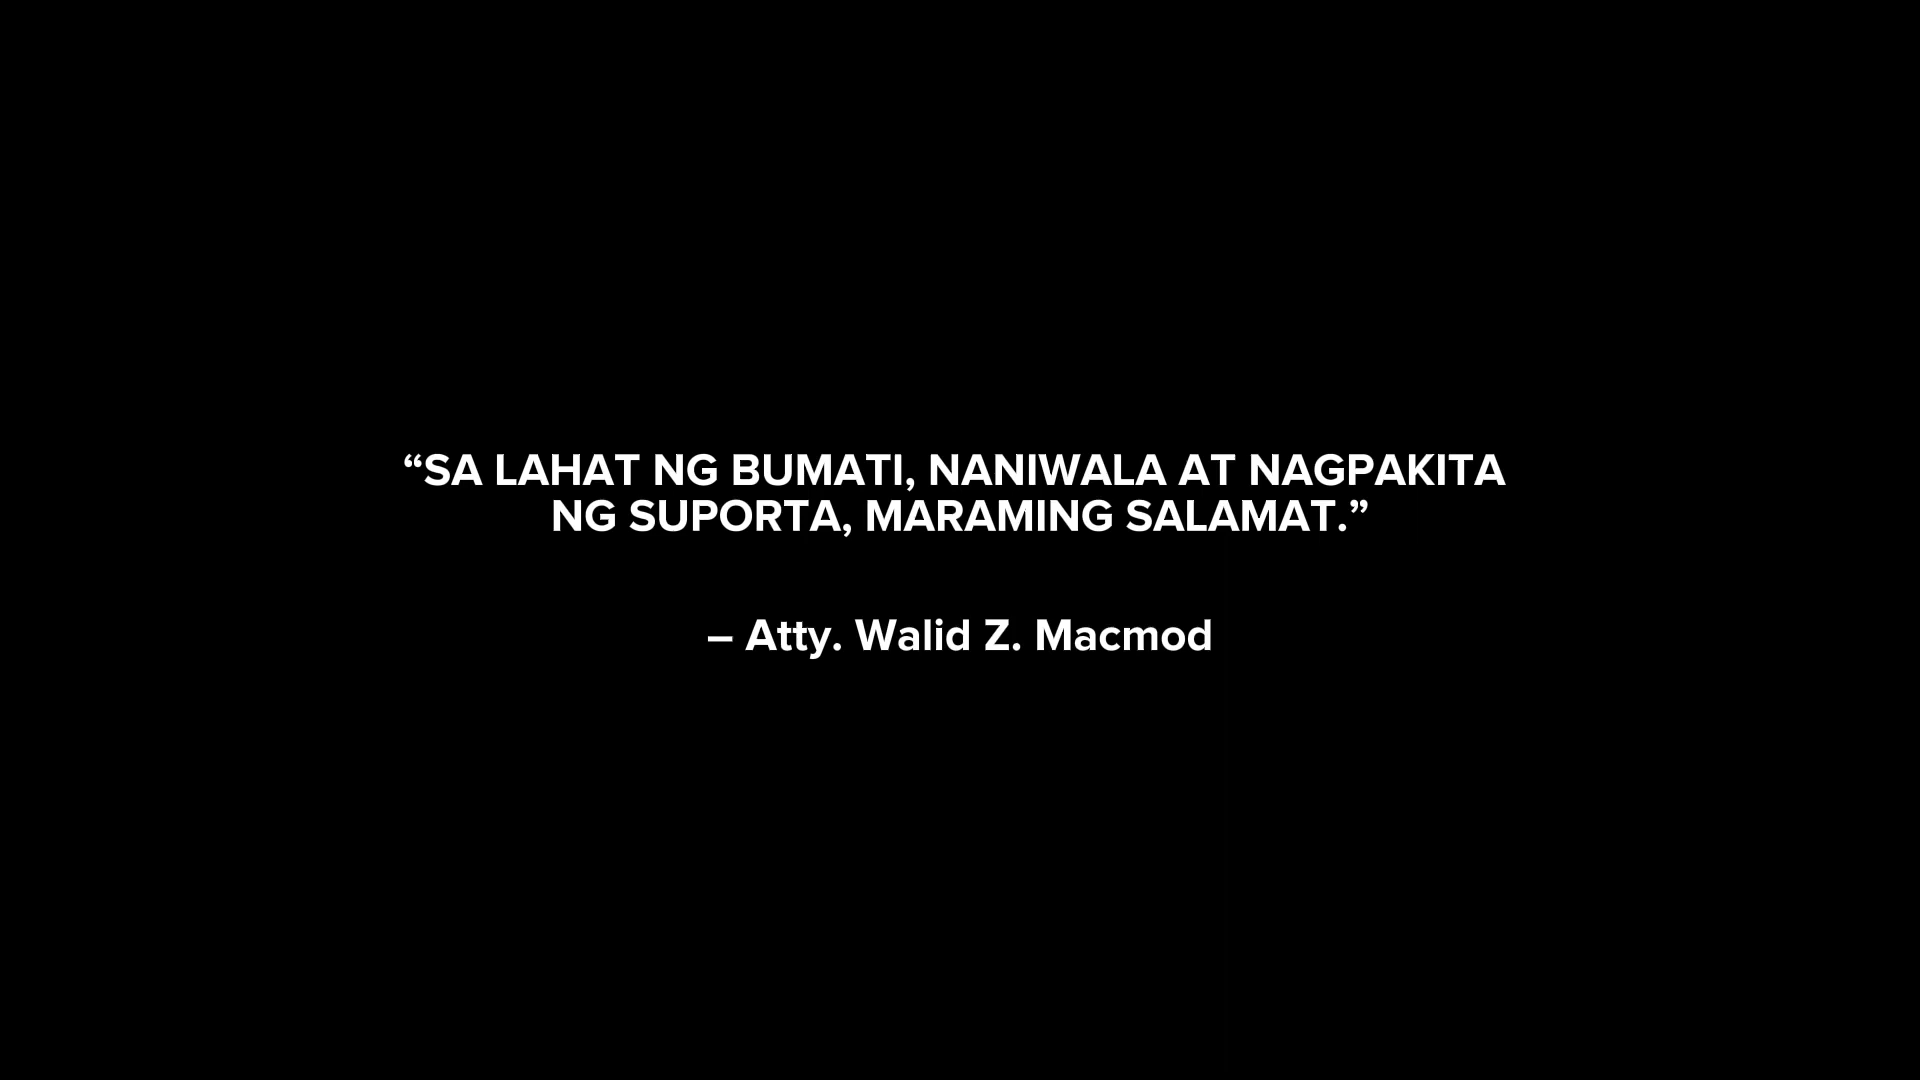 “SA LAHAT NG BUMATI, NANIWALA AT NAGPAKITA
NG SUPORTA, MARAMING SALAMAT.”
– Atty. Walid Z. Macmod